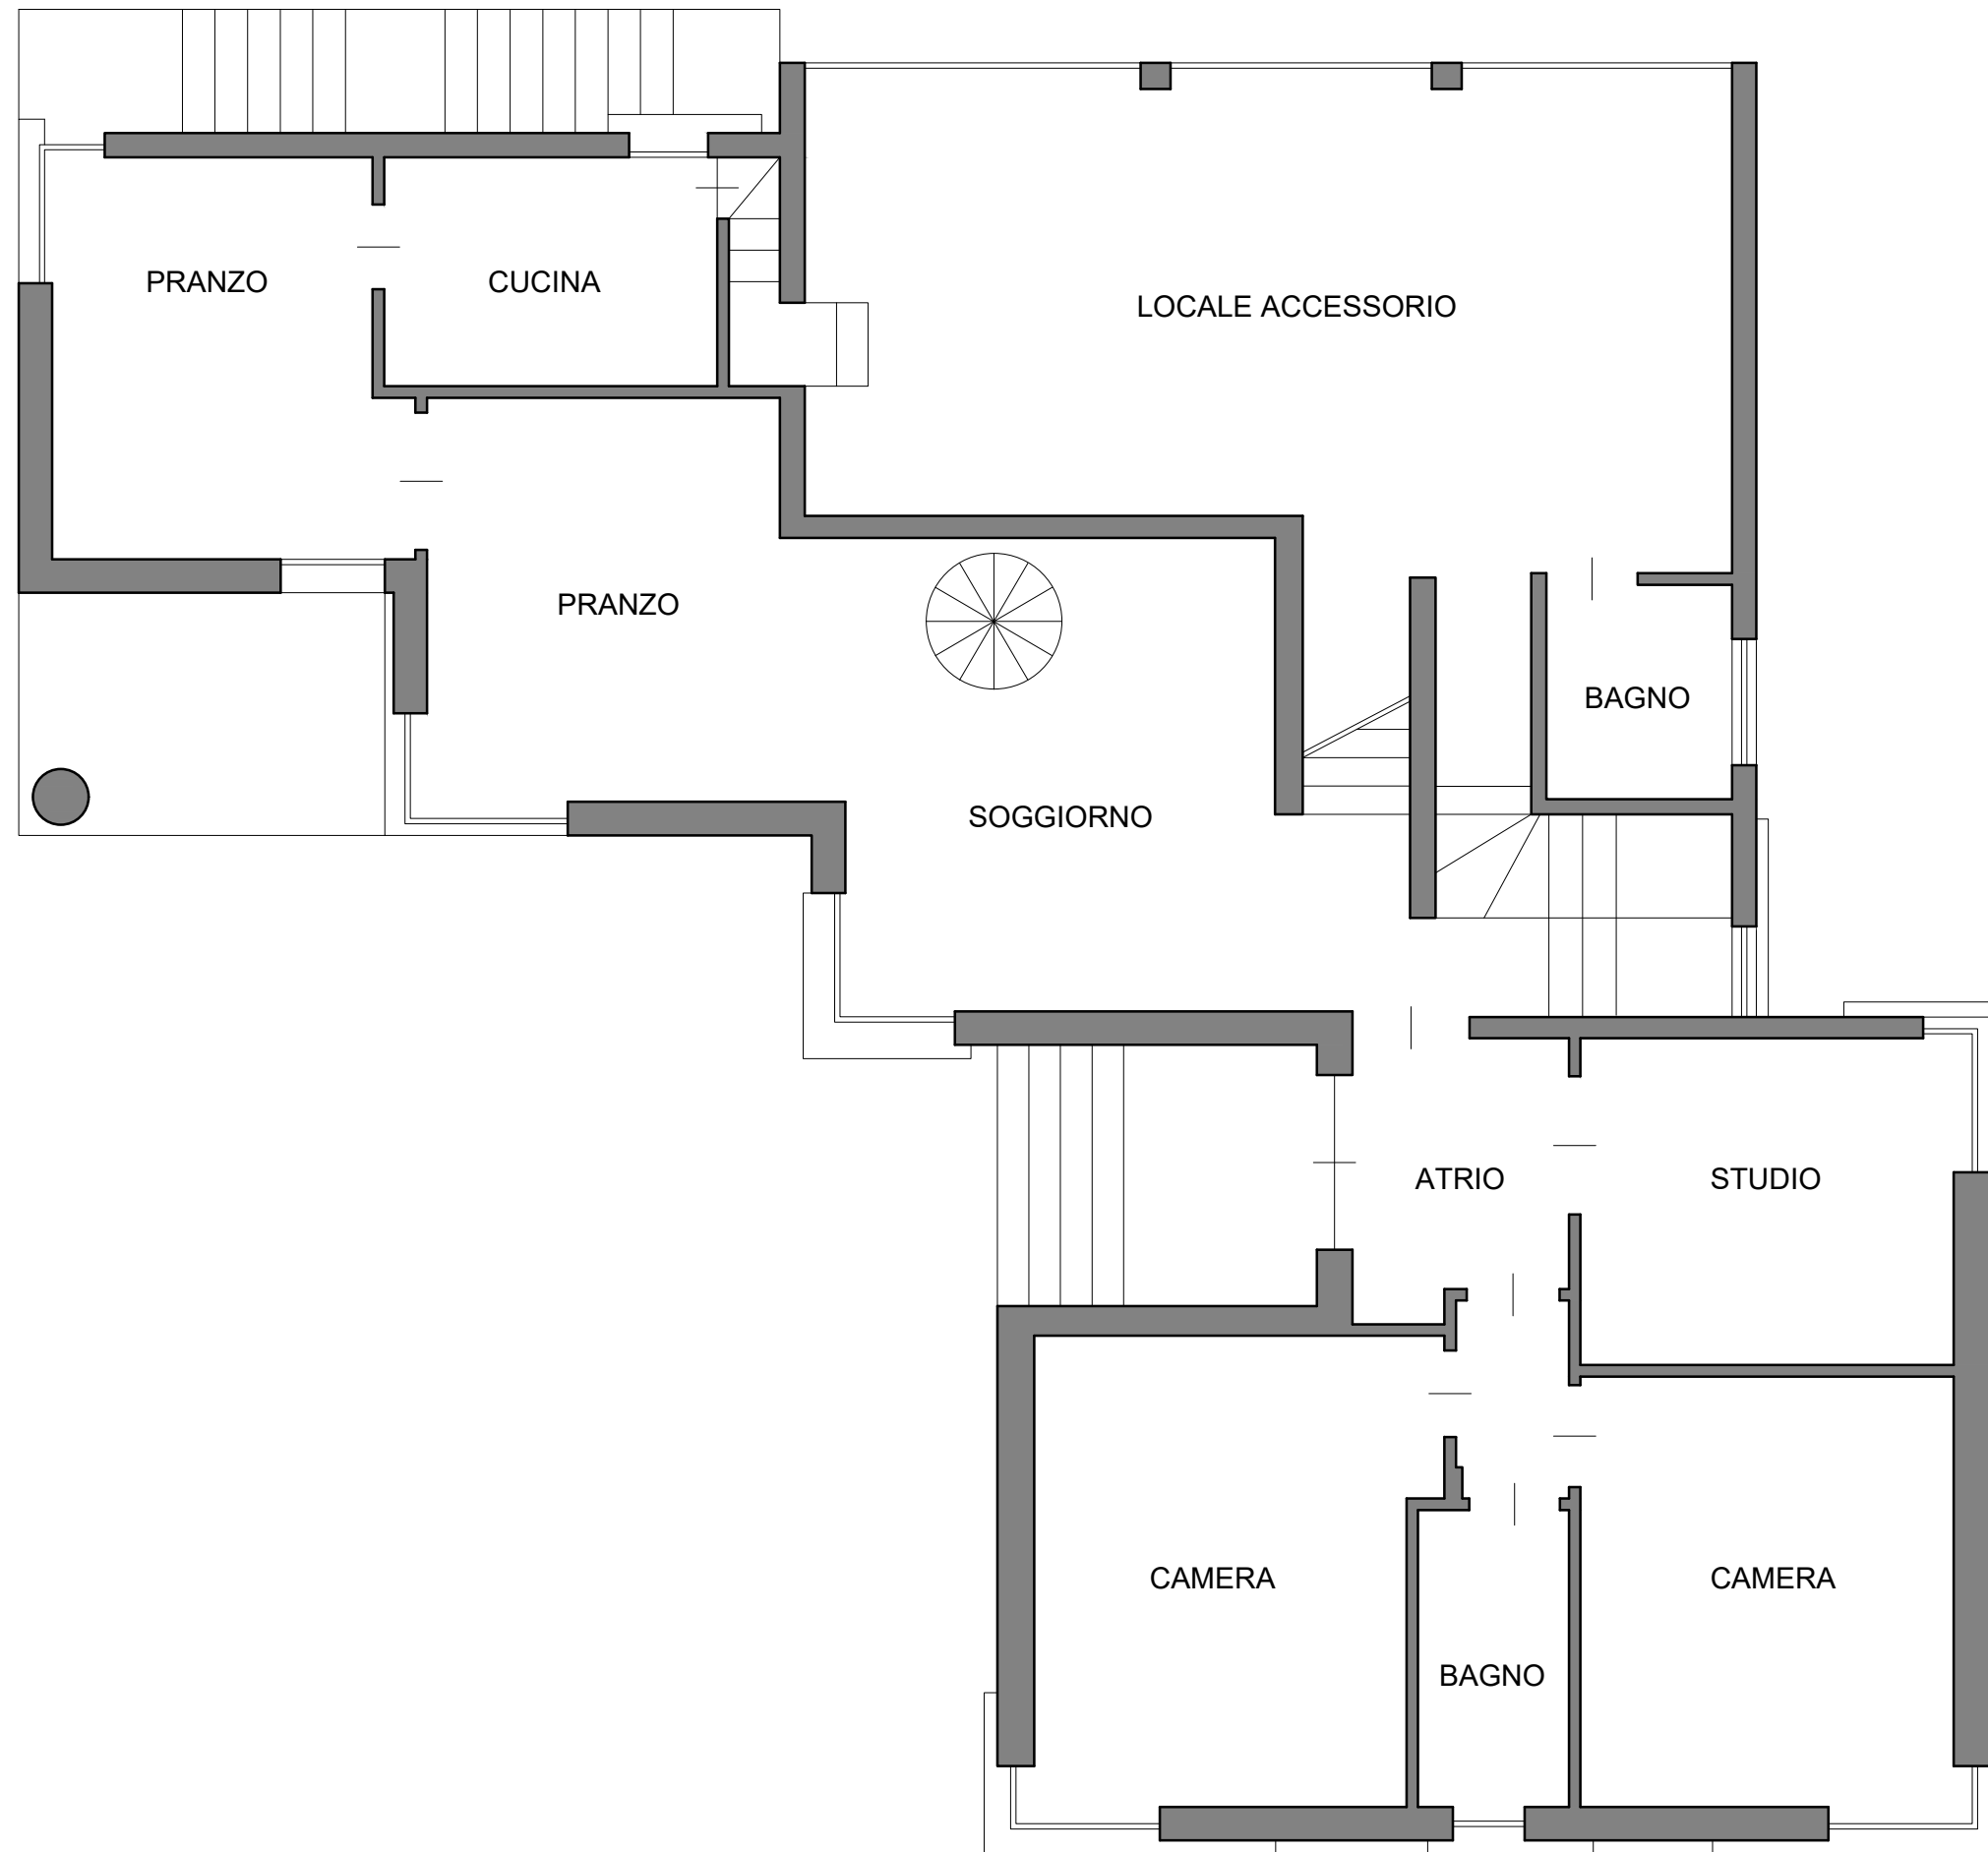 PRANZO
CUCINA
LOCALE ACCESSORIO
PRANZO
BAGNO
SOGGIORNO
ATRIO
STUDIO
CAMERA
CAMERA
BAGNO